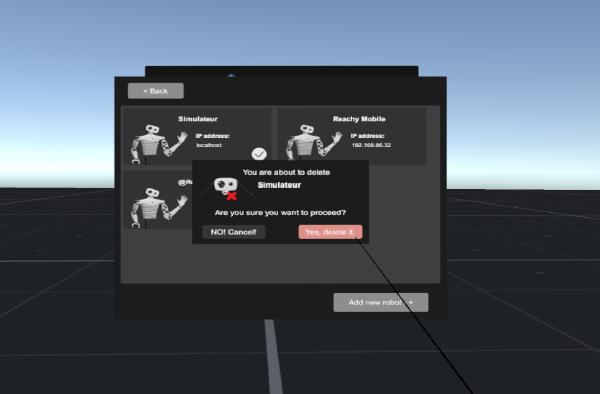 < Back
Simulateur
IP address:
localhost
Reachy Mobile
IP address:
192.168.86.32
You are about to delete
Simulateur
Are you sure you want to proceed?
NO! Cancel!
Yes, delete it.
Add new robot +